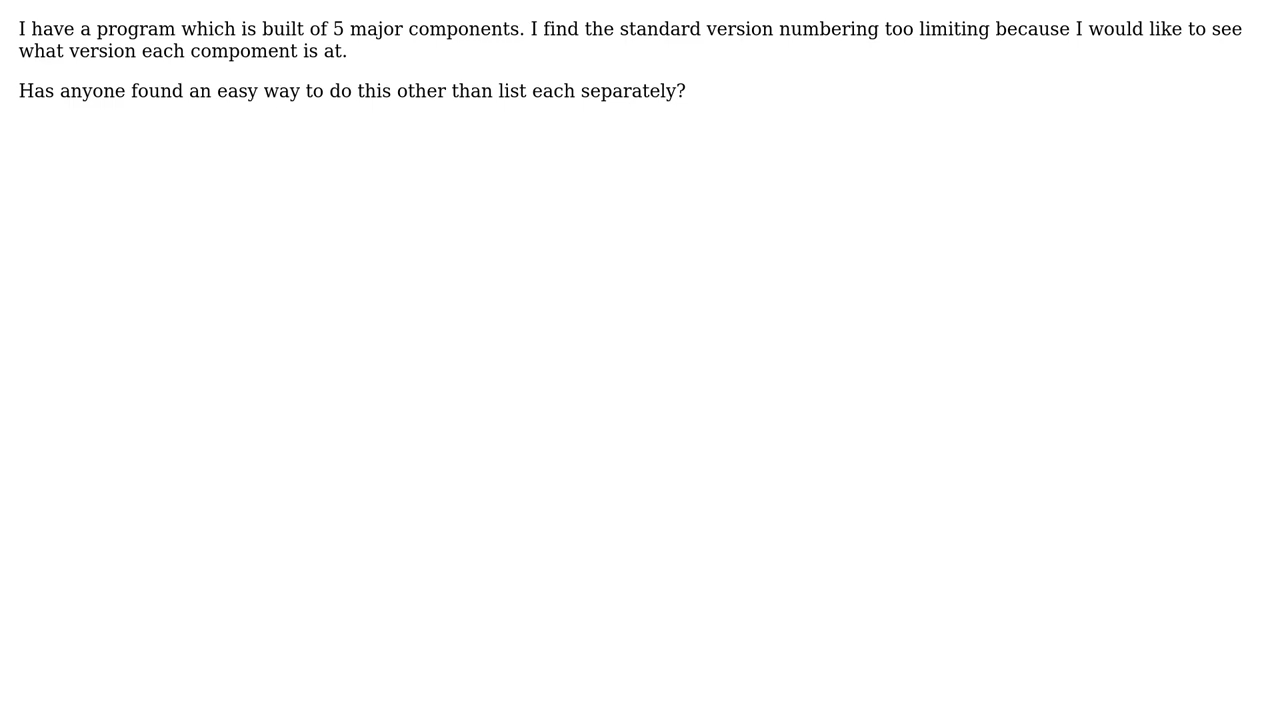 I have a program which is built of 5 major components. I find the standard version numbering too limiting because I would like to see
what version each compoment is at.
Has anyone found an easy way to do this other than list each separately?